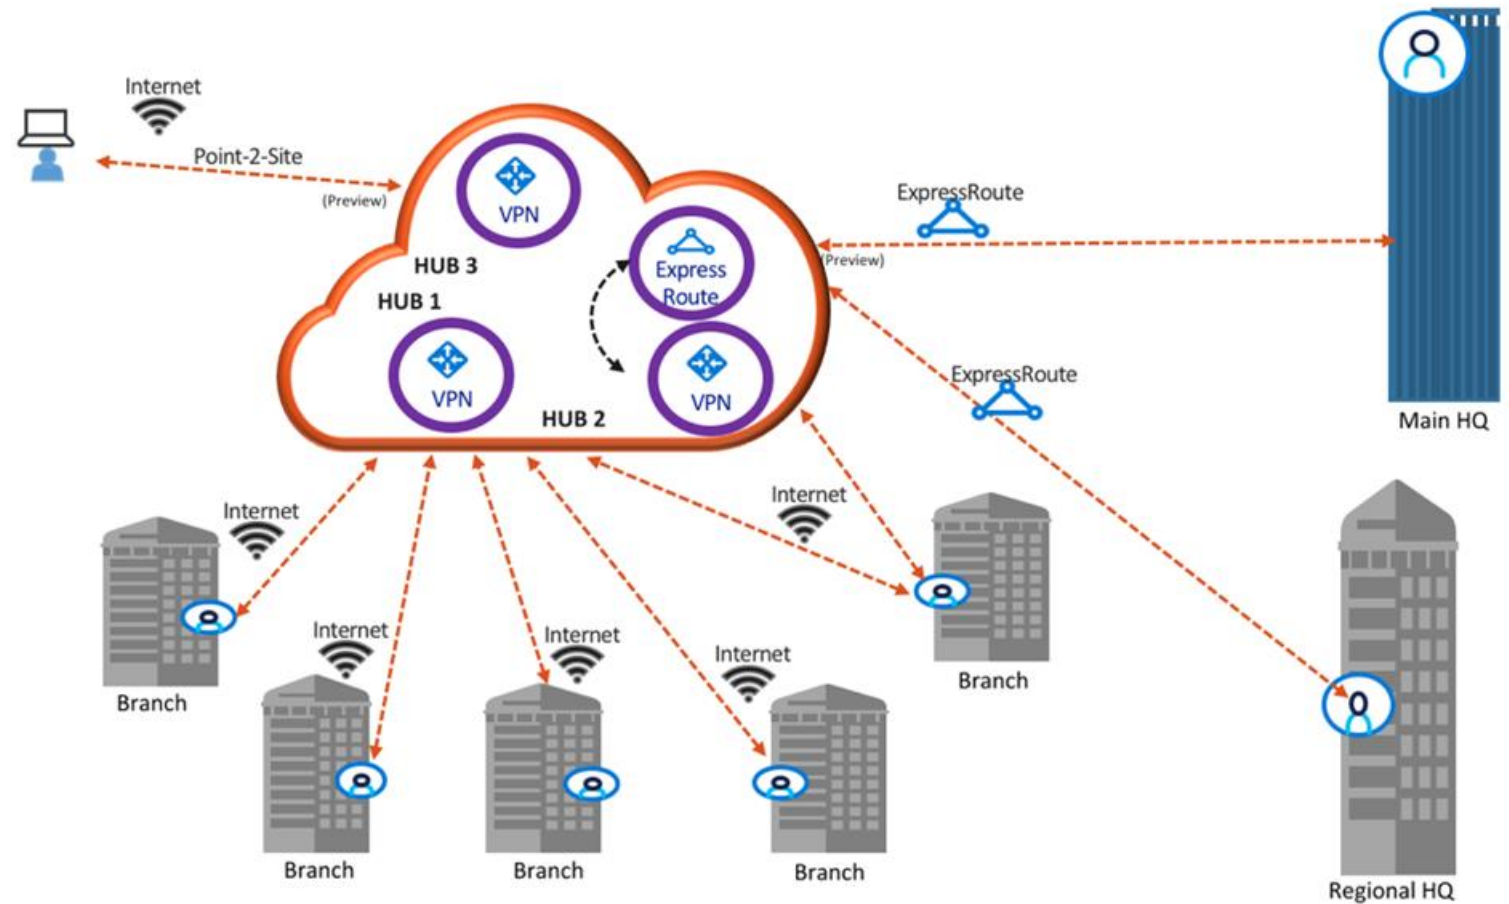 Internet
Point-2-Site
(Preview)
VPN
HUB 3
HUB 1
VPN
Express
Route
VPN
HUB 2
ExpressRoute
(Preview)
ExpressRoute
Main HQ
Internet
Branch
Internet
Branch
Internet
Branch
Internet
Branch
Internet
Branch
Regional HQ